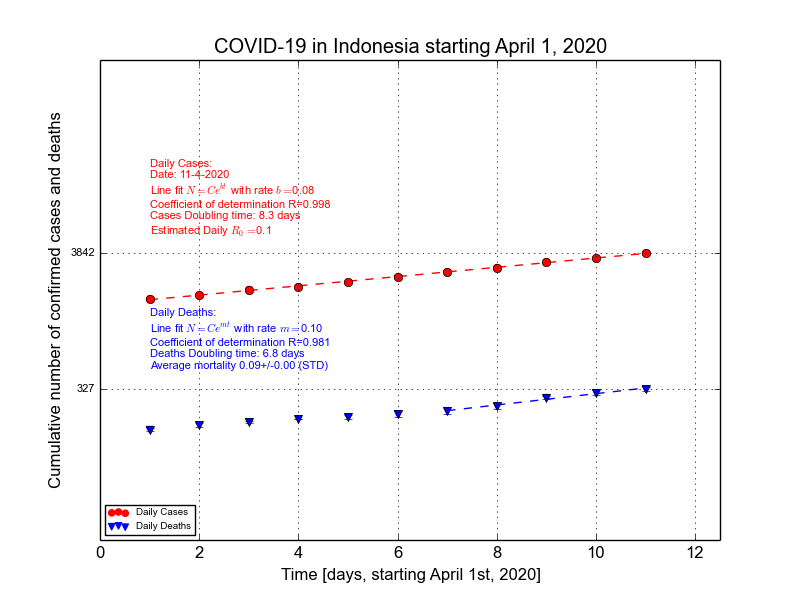 COVID-19 in Indonesia starting April 1, 2020
Cumulative number of confirmed cases and deaths
Daily Cases:
Date: 11-4-2020
Line fit N = Ce^{bt} with rate b =0.08
Coefficient of determination R=0.998
Cases Doubling time: 8.3 days
Estimated Daily R_0 =0.1
3842
Daily Deaths:
Line fit N = Ce^{mt} with rate m =0.10
Coefficient of determination R=0.981
Deaths Doubling time: 6.8 days
Average mortality 0.09+/-0.00 (STD)
327
Daily Cases
Daily Deaths
0 2 4 6 8 10 12
Time [days, starting April 1st, 2020]